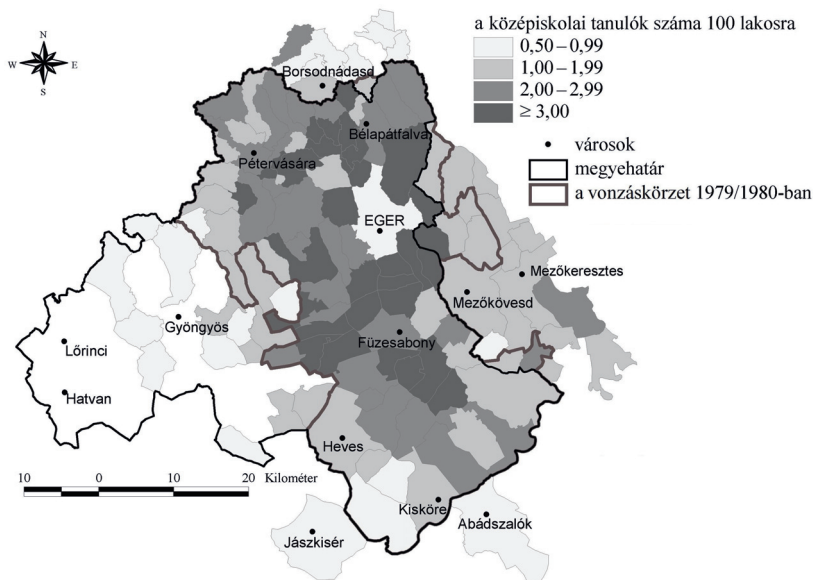 a középiskolai tanulók száma 100 lakosra
0,50 – 0,99
1,00 – 1,99
2,00 – 2,99
≥ 3,00
városok
megyehatár
a vonzáskörzet 1979/1980-ban
N
W
E
S
Borsodnádasd
Bélapátfalva
Pétervására
EGER
Mezőkeresztes
Mezőkövesd
Gyöngyös
Füzesabony
Lőrinci
Hatvan
Heves
Kisköre
Abádszalók
Jászkisér
10 0 10 20 Kilométer